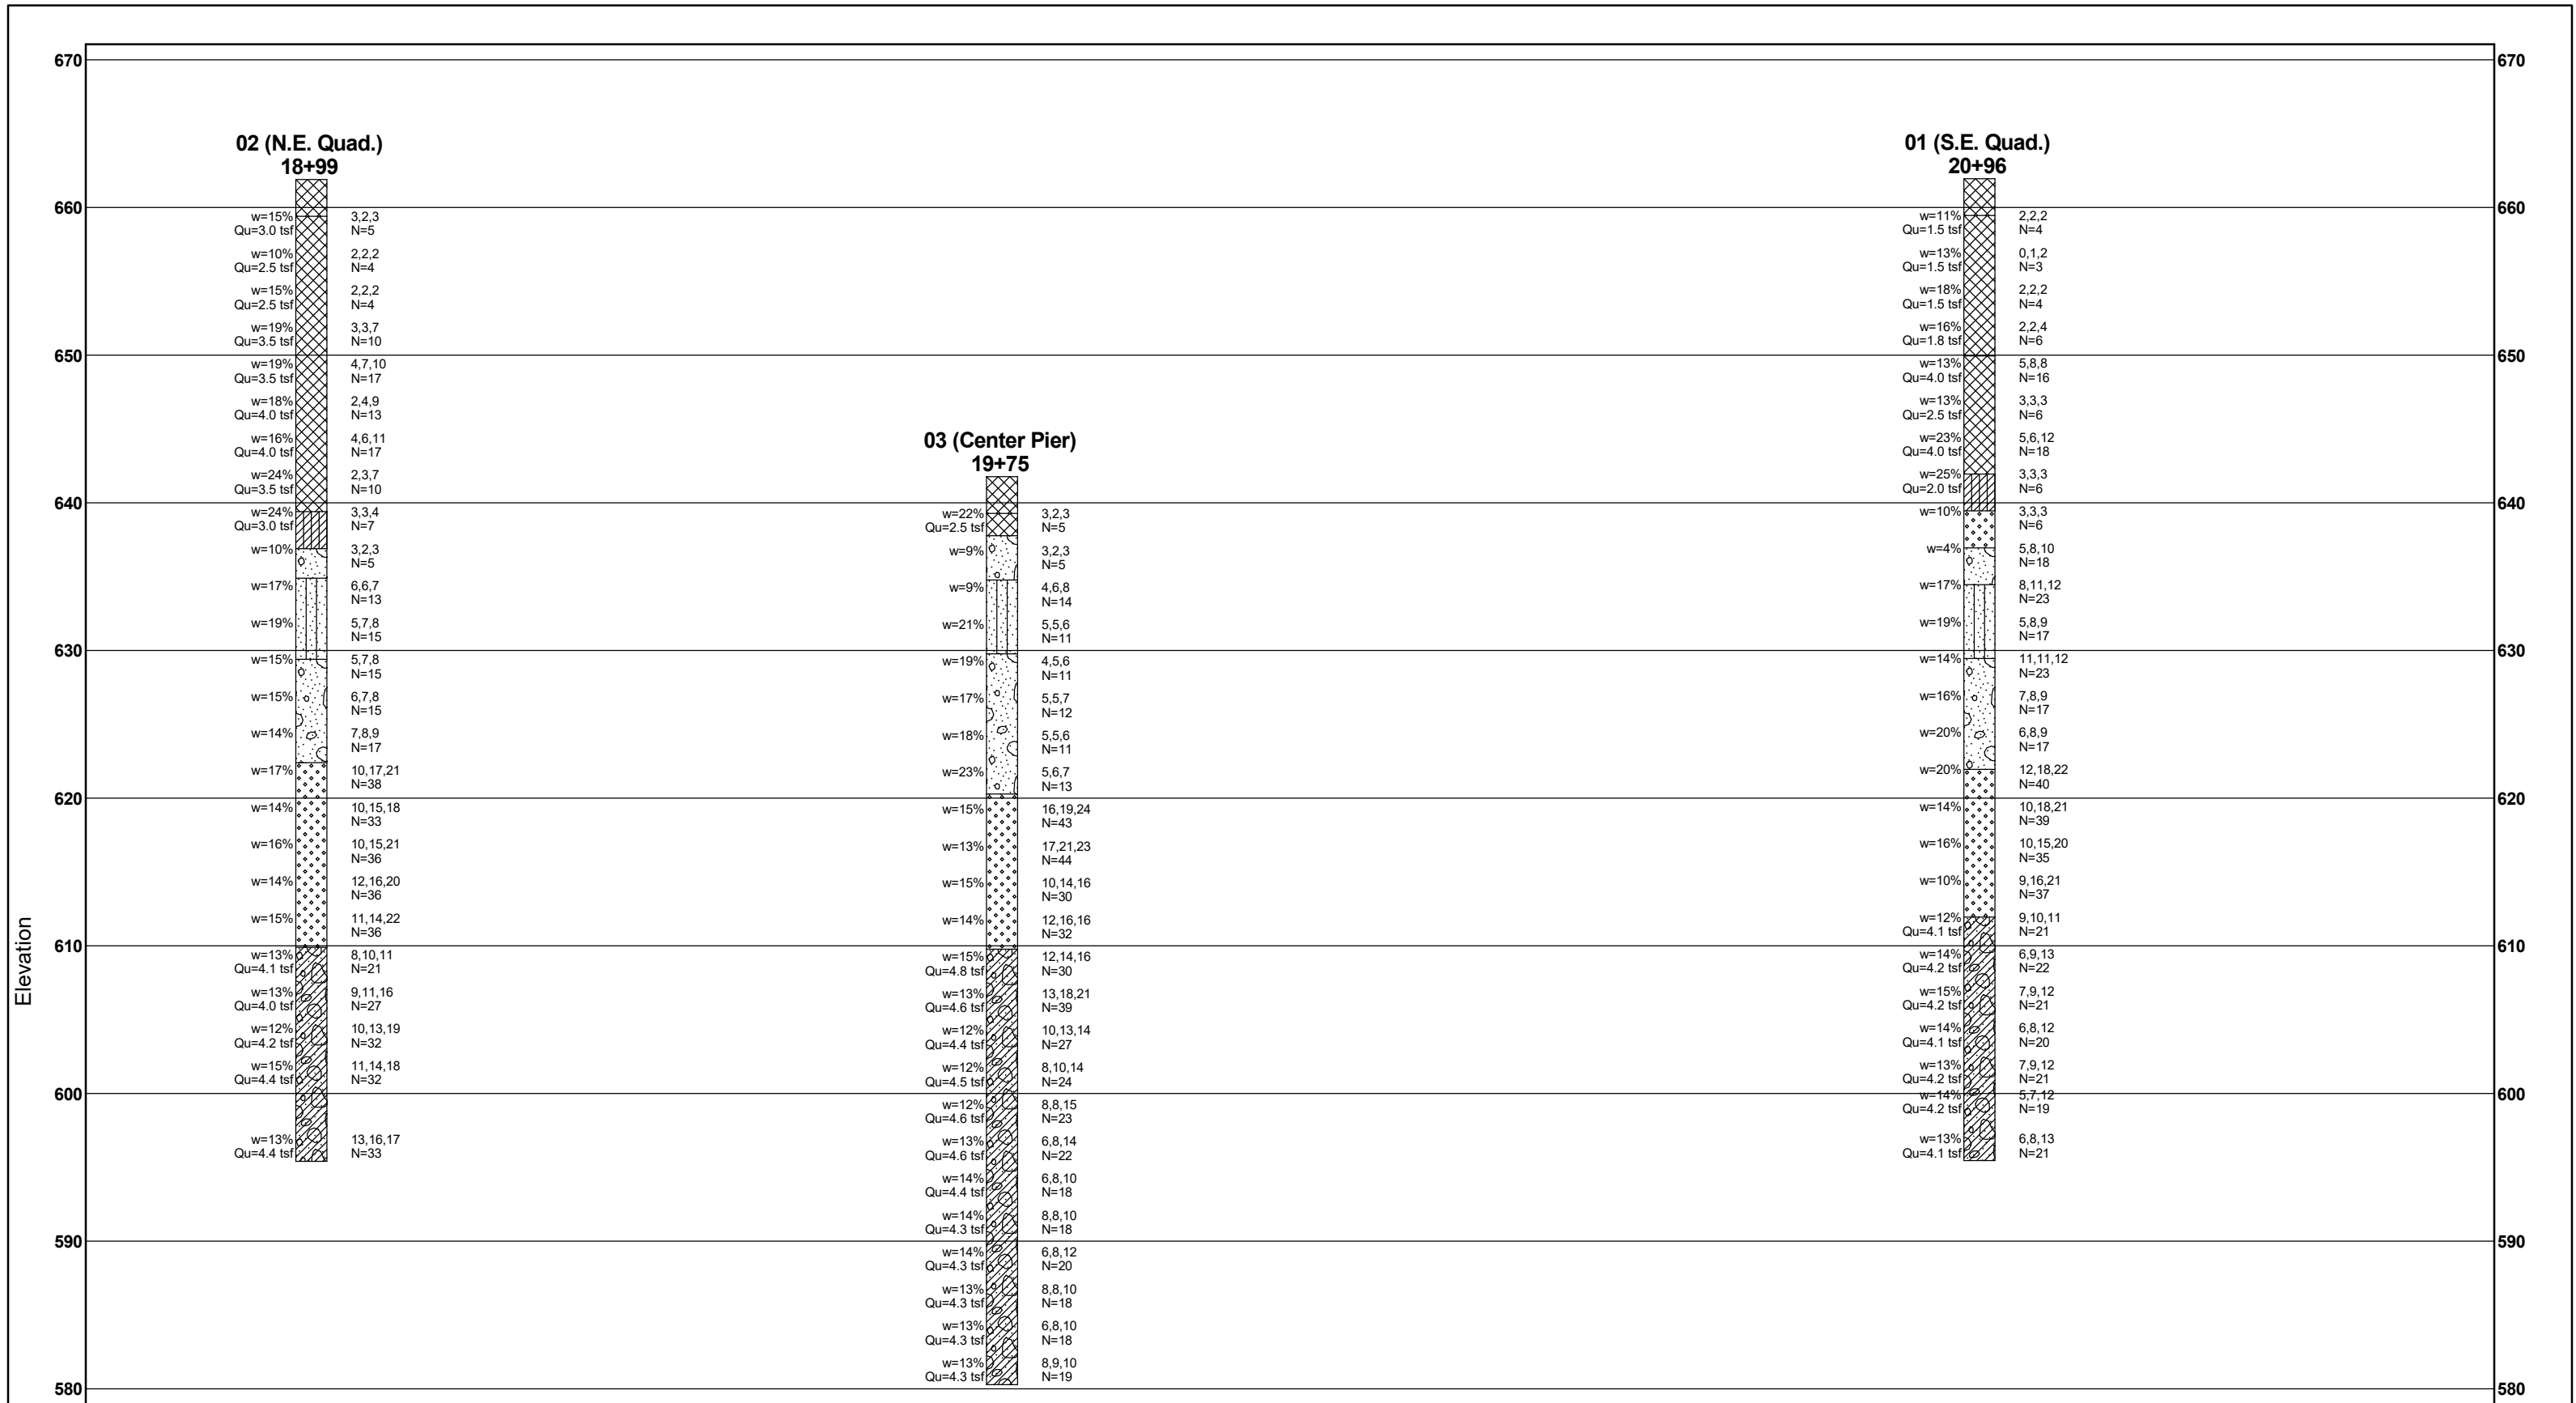 670
670
02 (N.E. Quad.)
18+99
01 (S.E. Quad.)
20+96
03 (Center Pier)
19+75
660
660
650
650
640
640
630
630
620
620
610
610
600
600
590
590
580
580
Elevation
w=15% 3,2,3
Qu=3.0 tsf N=5
w=10% 2,2,2
Qu=2.5 tsf N=4
w=15% 2,2,2
Qu=2.5 tsf N=4
w=19% 3,3,7
Qu=3.5 tsf N=10
w=19% 4,7,10
Qu=3.5 tsf N=17
w=18% 2,4,9
Qu=4.0 tsf N=13
w=16% 4,6,11
Qu=4.0 tsf N=17
w=24% 2,3,7
Qu=3.5 tsf N=10
w=24% 3,3,4
Qu=3.0 tsf N=7
w=10% 3,2,3
N=5
w=17% 6,6,7
N=13
w=19% 5,7,8
N=15
w=15% 5,7,8
N=15
w=15% 6,7,8
N=15
w=14% 7,8,9
N=17
w=17% 10,17,21
N=38
w=14% 10,15,18
N=33
w=16% 10,15,21
N=36
w=14% 12,16,20
N=36
w=15% 11,14,22
N=36
w=13% 8,10,11
Qu=4.1 tsf N=21
w=13% 9,11,16
Qu=4.0 tsf N=27
w=12% 10,13,19
Qu=4.2 tsf N=32
w=15% 11,14,18
Qu=4.4 tsf N=32
w=13% 13,16,17
Qu=4.4 tsf N=33
w=22% 3,2,3
Qu=2.5 tsf N=5
w=9% 3,2,3
N=5
w=9% 4,6,8
N=14
w=21% 5,5,6
N=11
w=19% 4,5,6
N=11
w=17% 5,5,7
N=12
w=18% 5,5,6
N=11
w=23% 5,6,7
N=13
w=15% 16,19,24
N=43
w=13% 17,21,23
N=44
w=15% 10,14,16
N=30
w=14% 12,16,16
N=32
w=15% 12,14,16
Qu=4.8 tsf N=30
w=13% 13,18,21
Qu=4.6 tsf N=39
w=12% 10,13,14
Qu=4.4 tsf N=27
w=12% 8,10,14
Qu=4.5 tsf N=24
w=12% 8,8,15
Qu=4.6 tsf N=23
w=13% 6,8,14
Qu=4.6 tsf N=22
w=14% 6,8,10
Qu=4.4 tsf N=18
w=14% 8,8,10
Qu=4.3 tsf N=18
w=14% 6,8,12
Qu=4.3 tsf N=20
w=13% 8,8,10
Qu=4.3 tsf N=18
w=13% 6,8,10
Qu=4.3 tsf N=18
w=13% 8,9,10
Qu=4.3 tsf N=19
w=11% 2,2,2
Qu=1.5 tsf N=4
w=13% 0,1,2
Qu=1.5 tsf N=3
w=18% 2,2,2
Qu=1.5 tsf N=4
w=16% 2,2,4
Qu=1.8 tsf N=6
w=13% 5,8,8
Qu=4.0 tsf N=16
w=13% 3,3,3
Qu=2.5 tsf N=6
w=23% 5,6,12
Qu=4.0 tsf N=18
w=25% 3,3,3
Qu=2.0 tsf N=6
w=10% 3,3,3
N=6
w=4% 5,8,10
N=18
w=17% 8,11,12
N=23
w=19% 5,8,9
N=17
w=14% 11,11,12
N=23
w=16% 7,8,9
N=17
w=20% 6,8,9
N=17
w=20% 12,18,22
N=40
w=14% 10,18,21
N=39
w=16% 10,15,20
N=35
w=10% 9,16,21
N=37
w=12% 9,10,11
Qu=4.1 tsf N=21
w=14% 6,9,13
Qu=4.2 tsf N=22
w=15% 7,9,12
Qu=4.2 tsf N=21
w=14% 6,8,12
Qu=4.1 tsf N=20
w=13% 7,9,12
Qu=4.2 tsf N=21
w=14% 5,7,12
Qu=4.2 tsf N=19
w=13% 6,8,13
Qu=4.1 tsf N=21